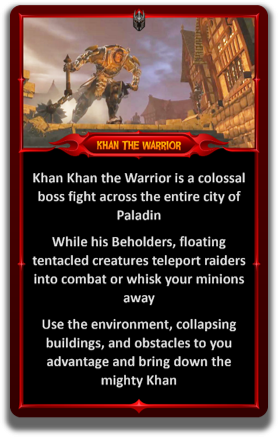 KHAN THE WARRIOR
Khan Khan the Warrior is a colossal
boss fight across the entire city of
Paladin
While his Beholders, floating
tentacled creatures teleport raiders
into combat or whisk your minions
away
Use the environment, collapsing
buildings, and obstacles to you
advantage and bring down the
mighty Khan